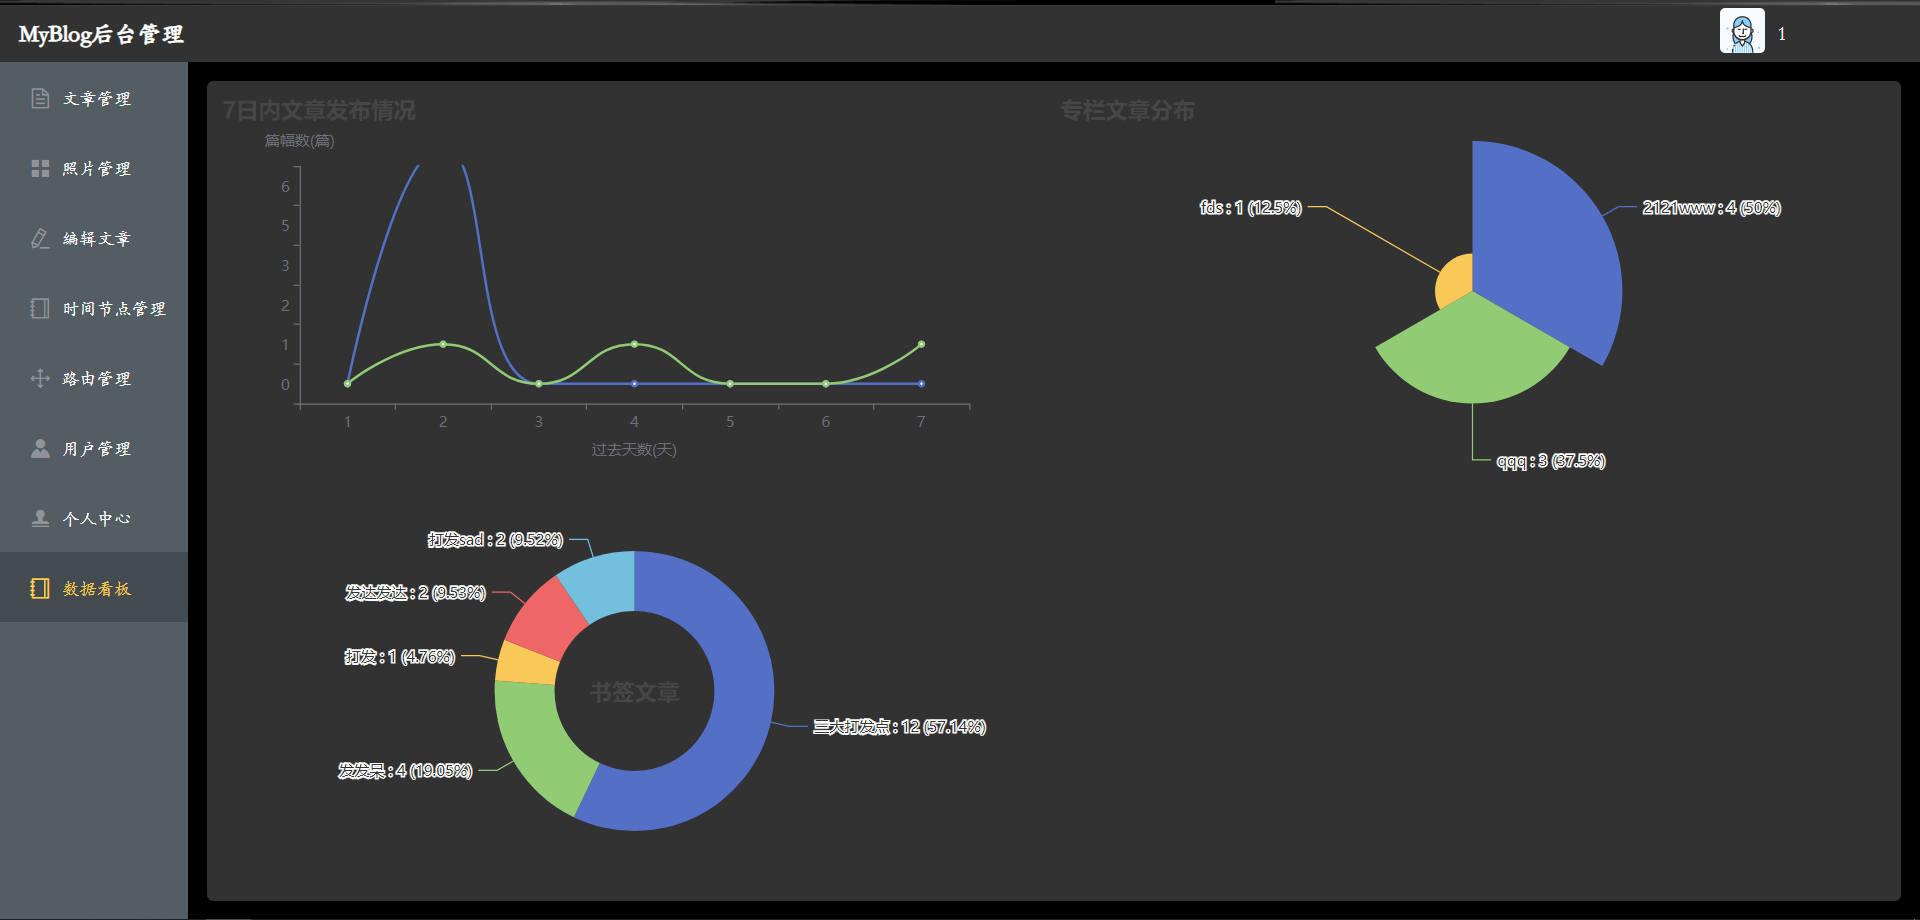 MyBlog后台管理
1
文章管理
照片管理
编辑文章
时间节点管理
路由管理
用户管理
个人中心
数据看板
7日内文章发布情况
篇幅数(篇)
6
5
3
2
1
0
1 2 3 4 5 6 7
过去天数(天)
专栏文章分布
fds : 1 (12.5%)
2121www : 4 (50%)
qqq : 3 (37.5%)
打发sad : 2 (9.52%)
发达发达 : 2 (9.53%)
打发 : 1 (4.76%)
书签文章
三大打发点 : 12 (57.14%)
发发呆 : 4 (19.05%)